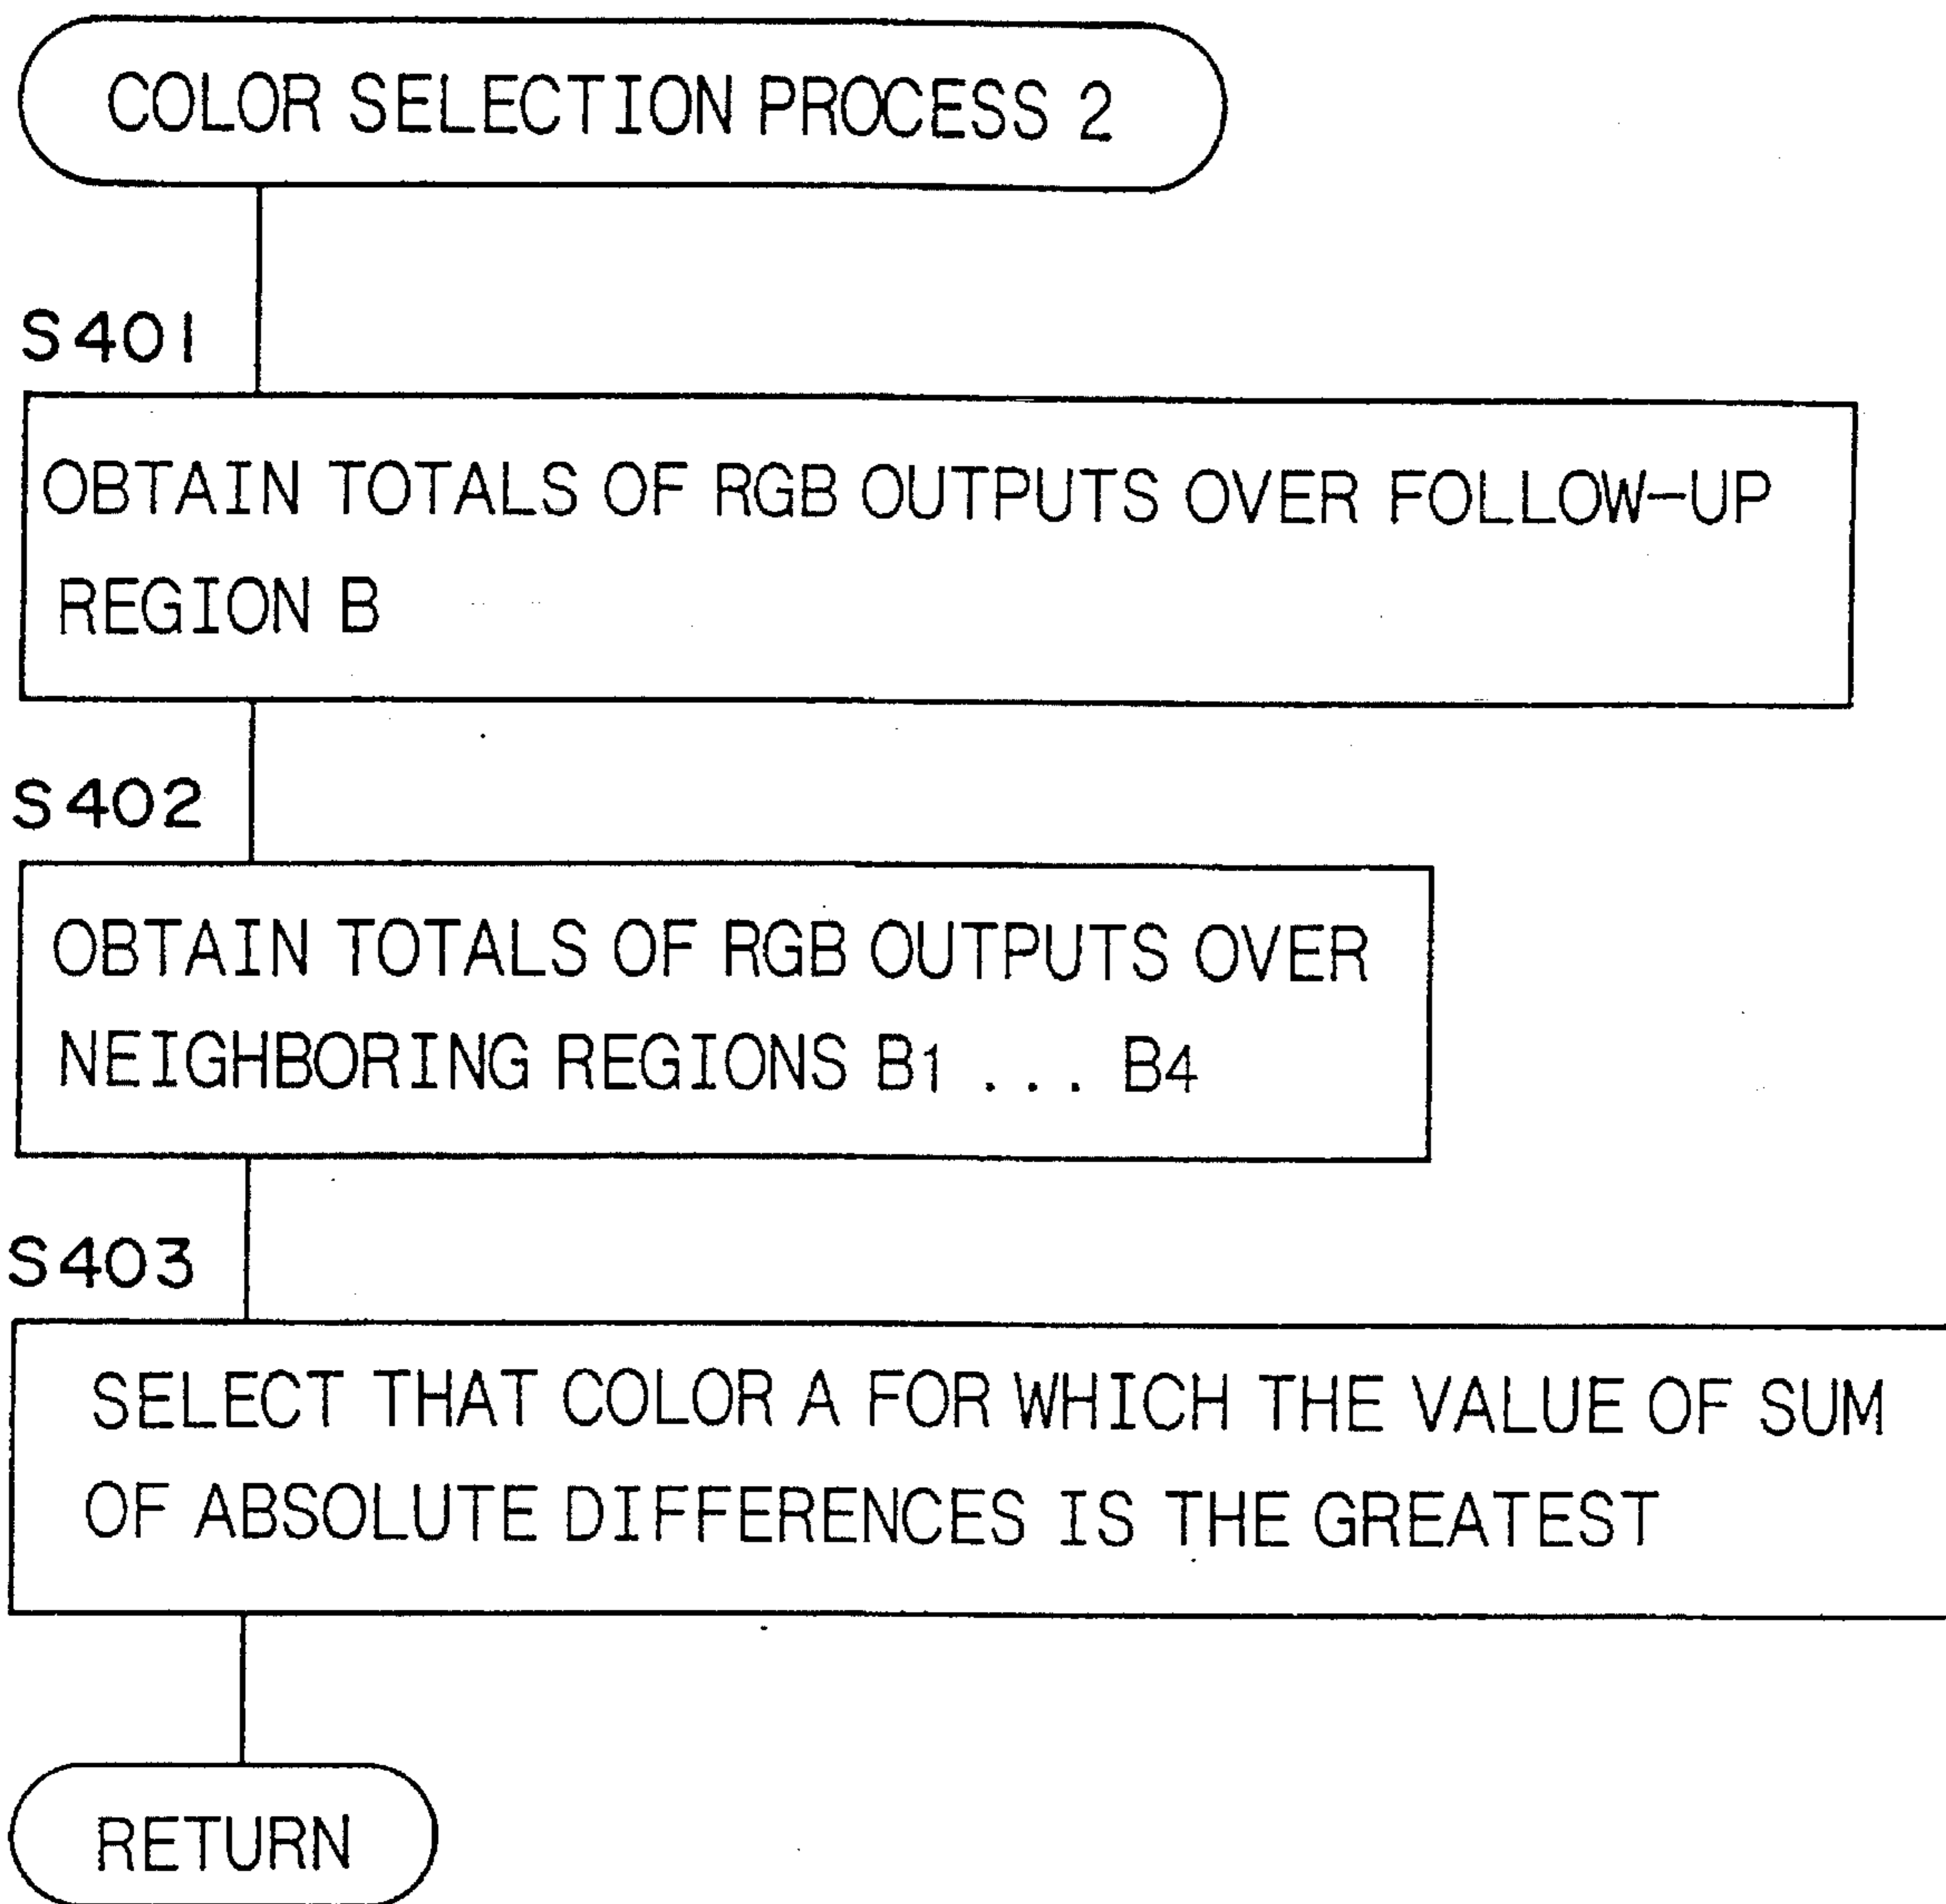 COLOR SELECTION PROCESS 2
S401
OBTAIN TOTALS OF RGB OUTPUTS OVER FOLLOW-UP
REGION B
S402
OBTAIN TOTALS OF RGB OUTPUTS OVER
NEIGHBORING REGIONS B1 ... B4
S403
SELECT THAT COLOR A FOR WHICH THE VALUE OF SUM
OF ABSOLUTE DIFFERENCES IS THE GREATEST
RETURN